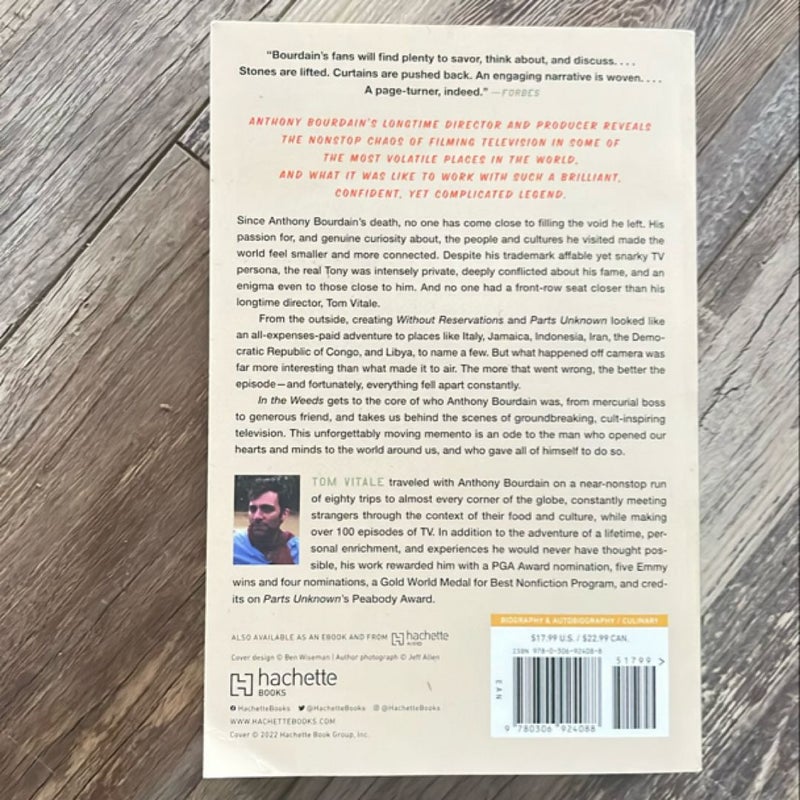 "Bourdain's fans will find plenty to savor, think about, and discuss. . . .
Stones are lifted. Curtains are pushed back. An engaging narrative is woven. . . .
A page-turner, indeed." —FORBES
ANTHONY BOURDAIN'S LONGTIME DIRECTOR AND PRODUCER REVEALS
THE NONSTOP CHAOS OF FILMING TELEVISION IN SOME OF
THE MOST VOLATILE PLACES IN THE WORLD,
AND WHAT IT WAS LIKE TO WORK WITH SUCH A BRILLIANT,
CONFIDENT, YET COMPLICATED LEGEND.
Since Anthony Bourdain's death, no one has come close to filling the void he left. His
passion for, and genuine curiosity about, the people and cultures he visited made the
world feel smaller and more connected. Despite his trademark affable yet snarky TV
persona, the real Tony was intensely private, deeply conflicted about his fame, and an
enigma even to those close to him. And no one had a front-row seat closer than his
longtime director, Tom Vitale.
From the outside, creating Without Reservations and Parts Unknown looked like
an all-expenses-paid adventure to places like Italy, Jamaica, Indonesia, Iran, the Demo-
cratic Republic of Congo, and Libya, to name a few. But what happened off camera was
far more interesting than what made it to air. The more that went wrong, the better the
episode—and fortunately, everything fell apart constantly.
In the Weeds gets to the core of who Anthony Bourdain was, from mercurial boss
to generous friend, and takes us behind the scenes of groundbreaking, cult-inspiring
television. This unforgettably moving memento is an ode to the man who opened our
hearts and minds to the world around us, and who gave all of himself to do so.
TOM VITALE traveled with Anthony Bourdain on a near-nonstop run
of eighty trips to almost every corner of the globe, constantly meeting
strangers through the context of their food and culture, while making
over 100 episodes of TV. In addition to the adventure of a lifetime, per-
sonal enrichment, and experiences he would never have thought pos-
sible, his work rewarded him with a PGA Award nomination, five Emmy
wins and four nominations, a Gold World Medal for Best Nonfiction Program, and cred-
its on Parts Unknown's Peabody Award.
BIOGRAPHY & AUTOBIOGRAPHY / CULINARY
$17.99 U.S. / $22.99 CAN.
ISBN 978-0-306-92408-8
51799 >
EAN
9 780306 924088
ALSO AVAILABLE AS AN EBOOK AND FROM hachette AUDIO
Cover design © Ben Wiseman | Author photograph © Jeff Allen
hachette
BOOKS
HachetteBooks @HachetteBooks @HachetteBooks
WWW.HACHETTEBOOKS.COM
Cover © 2022 Hachette Book Group, Inc.